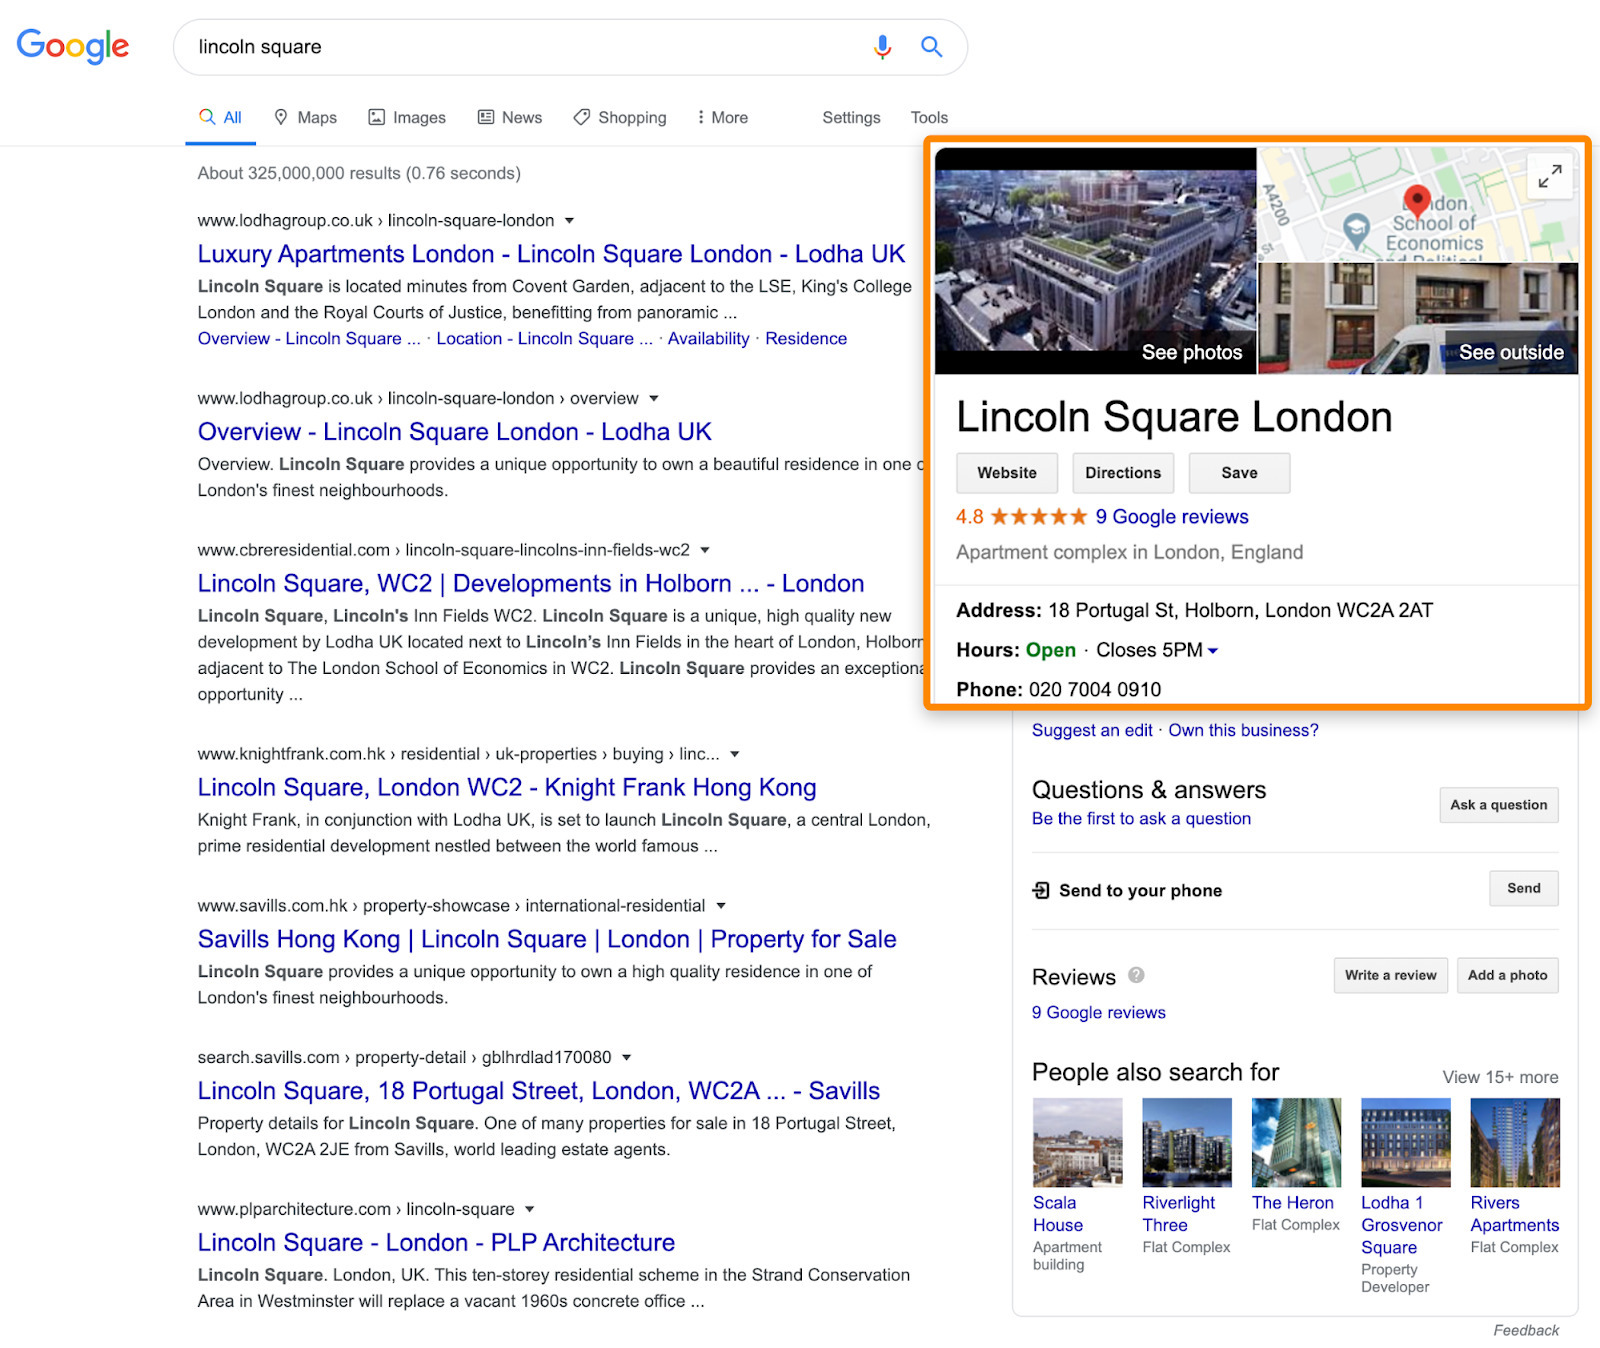 Google
lincoln square
All
Maps
Images
News
Shopping
More
Settings
Tools
About 325,000,000 results (0.76 seconds)
www.lodhagroup.co.uk › lincoln-square-london
Luxury Apartments London - Lincoln Square London - Lodha UK
Lincoln Square is located minutes from Covent Garden, adjacent to the LSE, King's College
London and the Royal Courts of Justice, benefitting from panoramic ...
Overview - Lincoln Square ... · Location - Lincoln Square ... · Availability · Residence
www.lodhagroup.co.uk › lincoln-square-london › overview
Overview - Lincoln Square London - Lodha UK
Overview. Lincoln Square provides a unique opportunity to own a beautiful residence in one
London's finest neighbourhoods.
www.cbreresidential.com › lincoln-square-lincolns-inn-fields-wc2
Lincoln Square, WC2 | Developments in Holborn ... - London
Lincoln Square, Lincoln's Inn Fields WC2. Lincoln Square is a unique, high quality new
development by Lodha UK located next to Lincoln’s Inn Fields in the heart of London, Holborn
adjacent to The London School of Economics in WC2. Lincoln Square provides an exceptiona
opportunity ...
www.knightfrank.com.hk › residential › uk-properties › buying › linc...
Lincoln Square, London WC2 - Knight Frank Hong Kong
Knight Frank, in conjunction with Lodha UK, is set to launch Lincoln Square, a central London,
prime residential development nestled between the world famous ...
www.savills.com.hk › property-showcase › international-residential
Savills Hong Kong | Lincoln Square | London | Property for Sale
Lincoln Square provides a unique opportunity to own a high quality residence in one of
London's finest neighbourhoods.
search.savills.com › property-detail › gblhrdlad170080
Lincoln Square, 18 Portugal Street, London, WC2A ... - Savills
Property details for Lincoln Square. One of many properties for sale in 18 Portugal Street,
London, WC2A 2JE from Savills, world leading estate agents.
www.plparchitecture.com › lincoln-square
Lincoln Square - London - PLP Architecture
Lincoln Square. London, UK. This ten-storey residential scheme in the Strand Conservation
Area in Westminster will replace a vacant 1960s concrete office ...
See photos
A4200
St
London
School of
Economics
and Political
See outside
Lincoln Square London
Website
Directions
Save
4.8 ★★★★★ 9 Google reviews
Apartment complex in London, England
Address: 18 Portugal St, Holborn, London WC2A 2AT
Hours: Open · Closes 5PM
Phone: 020 7004 0910
Suggest an edit · Own this business?
Questions & answers
Be the first to ask a question
Ask a question
Send to your phone
Send
Reviews ?
Write a review
Add a photo
9 Google reviews
People also search for
View 15+ more
Scala
House
Apartment
building
Riverlight
Three
Flat Complex
The Heron
Flat Complex
Lodha 1
Grosvenor
Square
Property
Developer
Rivers
Apartments
Flat Complex
Feedback